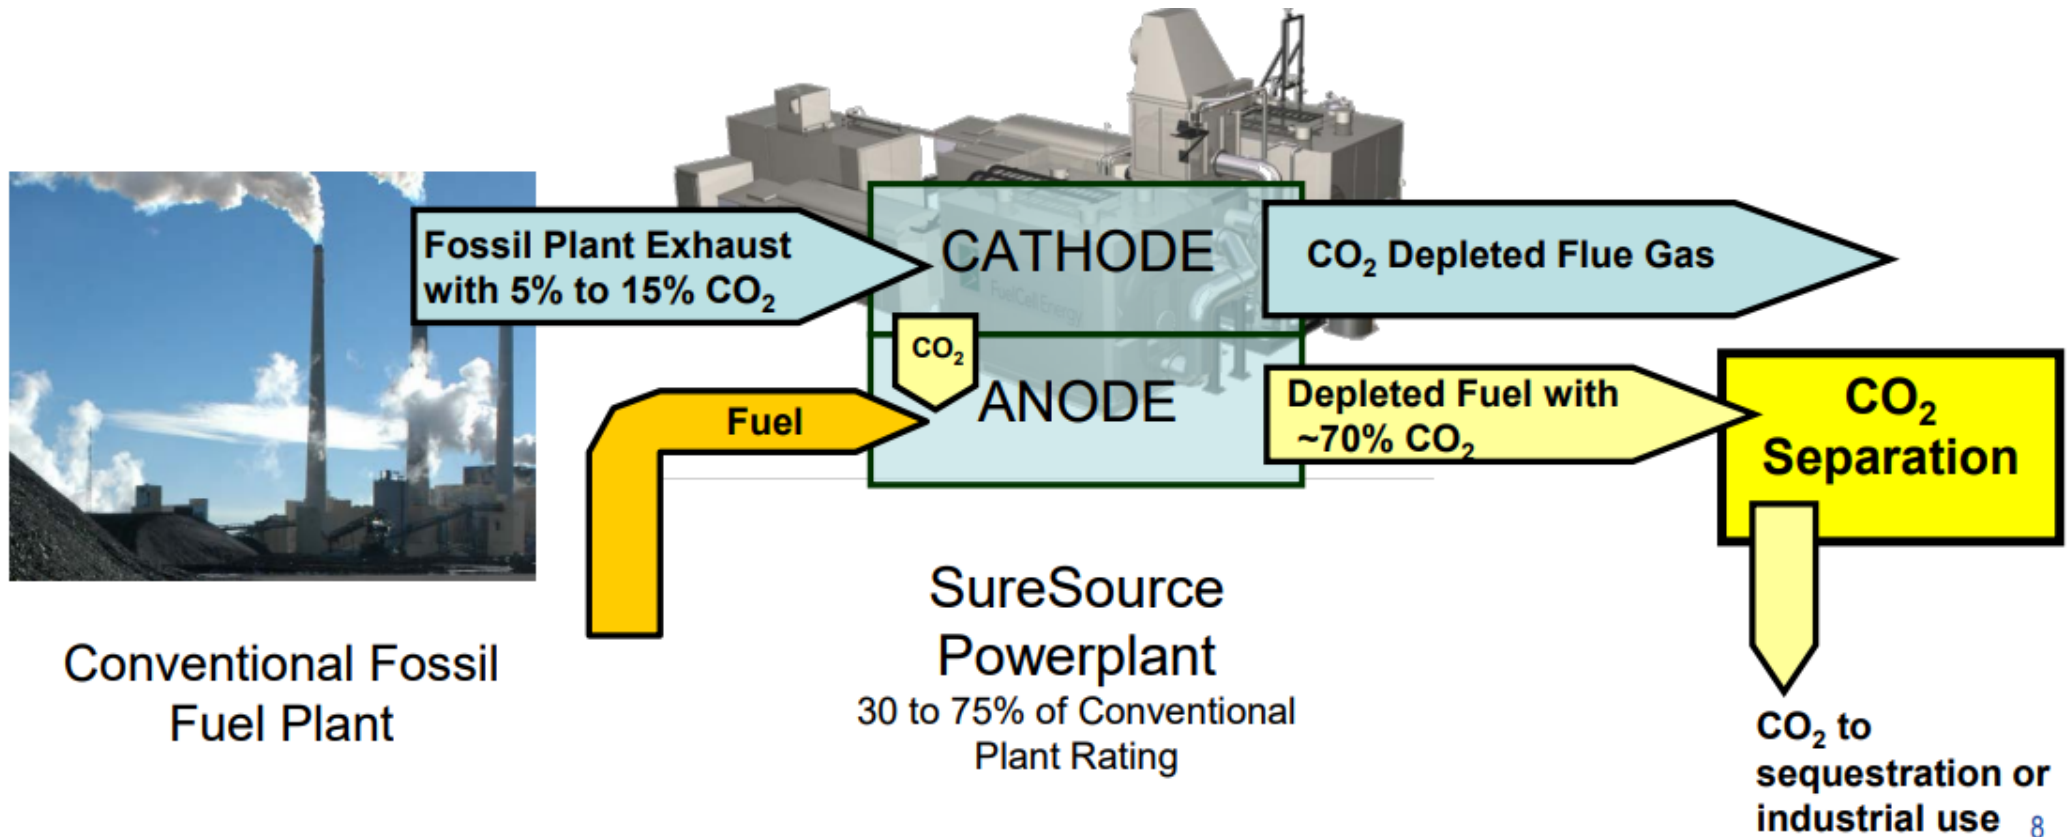 Fossil Plant Exhaust
with 5% to 15% CO₂
CATHODE
FuelCellEnergy
CO₂ Depleted Flue Gas
CO₂
Fuel
ANODE
Depleted Fuel with
~70% CO₂
CO₂
Separation
Conventional Fossil
Fuel Plant
SureSource
Powerplant
30 to 75% of Conventional
Plant Rating
CO₂ to
sequestration or
industrial use
8